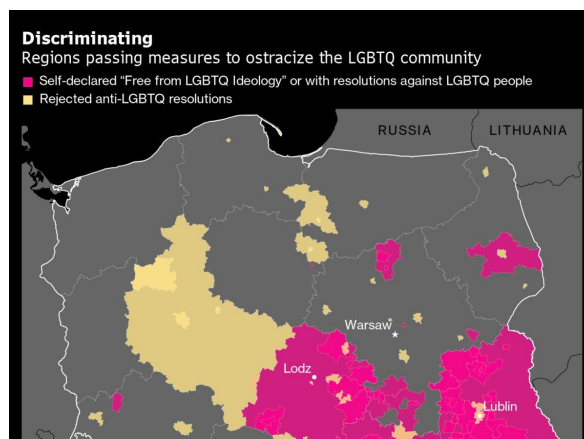 Discriminating
Regions passing measures to ostracize the LGBTQ community
Self-declared “Free from LGBTQ Ideology” or with resolutions against LGBTQ people
Rejected anti-LGBTQ resolutions
RUSSIA
LITHUANIA
Warsaw
Lodz
Lublin